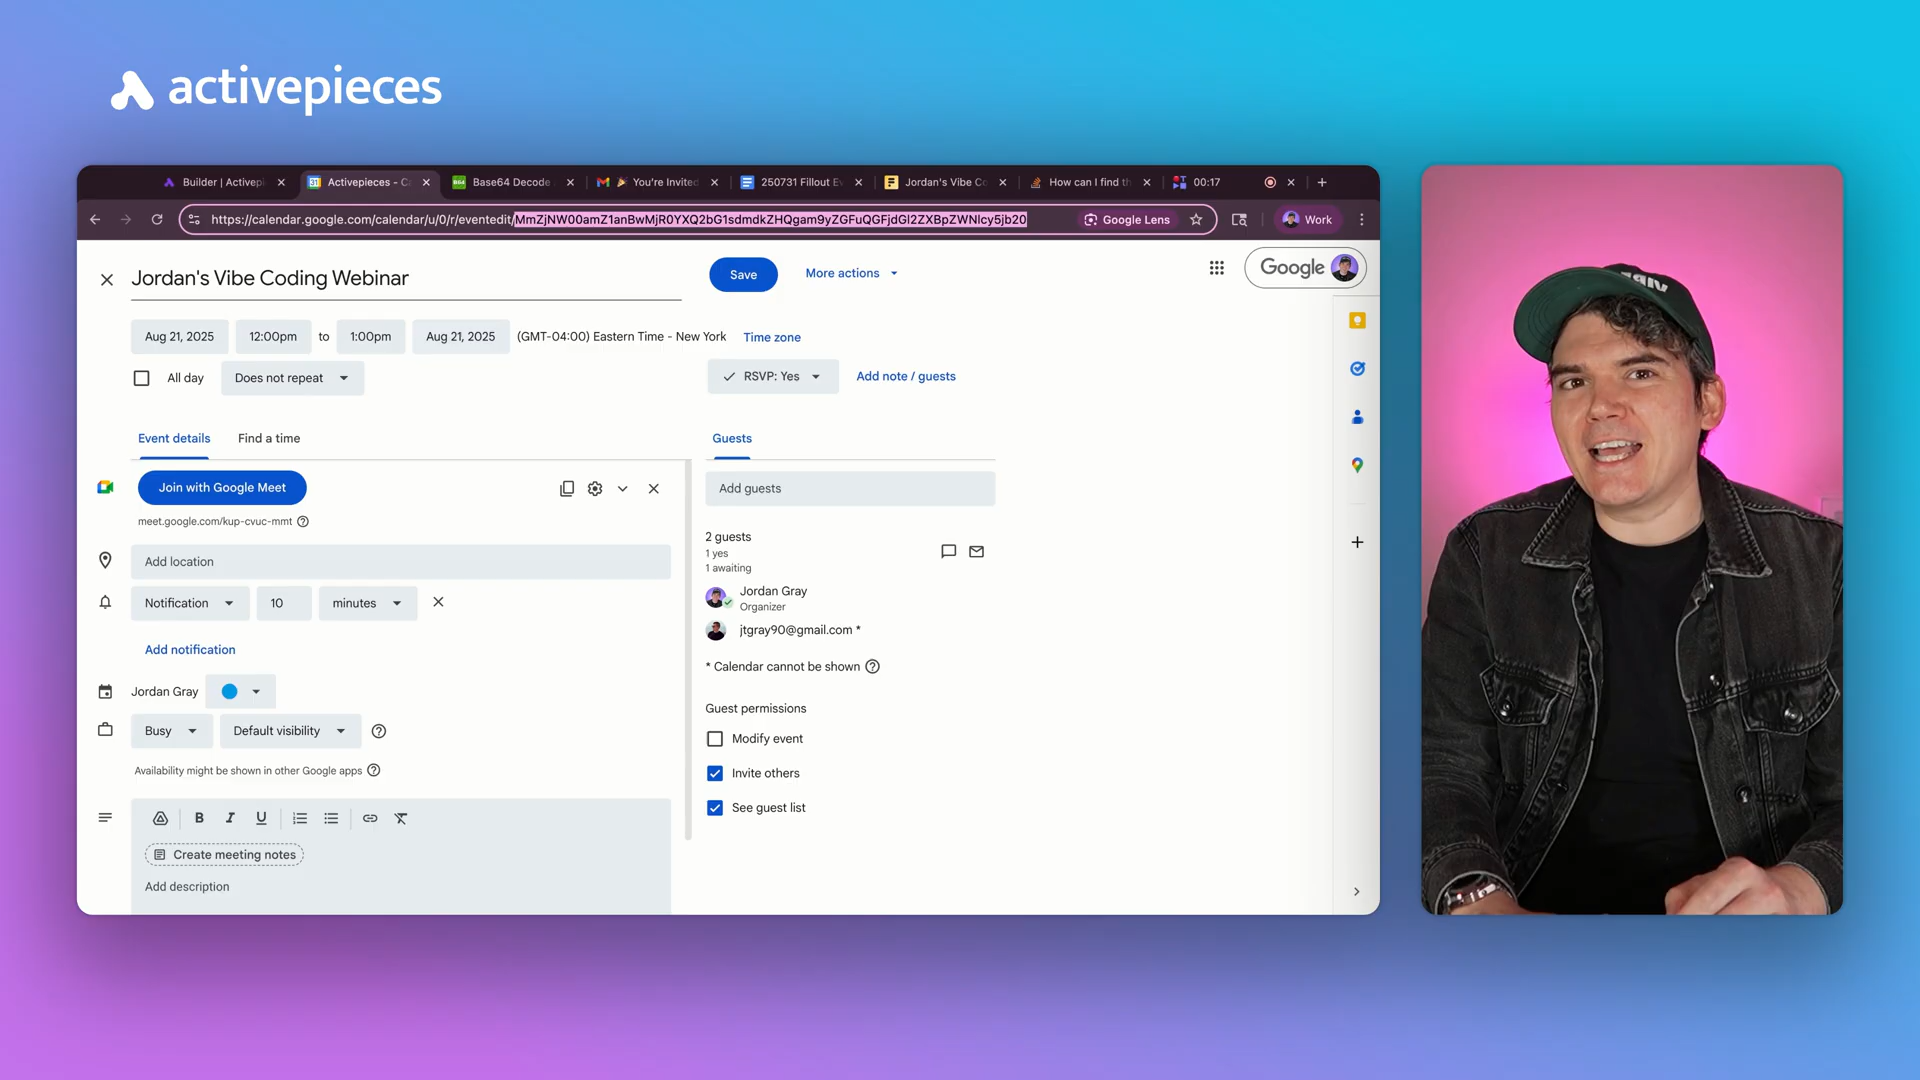 activepieces
Builder | Activepi
Activepieces - C
Base64 Decode
You're Invited
250731 Fillout E
Jordan's Vibe C
How can I find th
00:17
https://calendar.google.com/calendar/u/0/r/eventedit/MmZjNW00amZ1anBwMjR0YXQ2bG1sdmdkZHQgam9yZGFuQGFjdGl2ZXBpZWNlcy5jb20
Google Lens
Work
Jordan's Vibe Coding Webinar
Save
More actions
Google
Aug 21, 2025
12:00pm
to
1:00pm
Aug 21, 2025
(GMT-04:00) Eastern Time - New York
Time zone
All day
Does not repeat
RSVP: Yes
Add note / guests
Event details
Find a time
Guests
Join with Google Meet
meet.google.com/kup-cvuc-mmt
Add guests
2 guests
1 yes
1 awaiting
Add location
Jordan Gray
Organizer
Notification
10
minutes
jtgray90@gmail.com *
Add notification
* Calendar cannot be shown
Jordan Gray
Guest permissions
Busy
Default visibility
Modify event
Availability might be shown in other Google apps
Invite others
See guest list
B I U
Create meeting notes
Add description